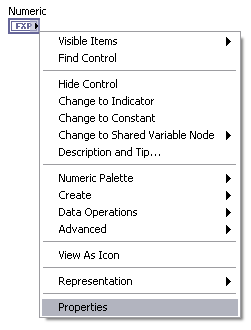 Numeric
FXP
Visible Items
Find Control
Hide Control
Change to Indicator
Change to Constant
Change to Shared Variable Node
Description and Tip...
Numeric Palette
Create
Data Operations
Advanced
View As Icon
Representation
Properties